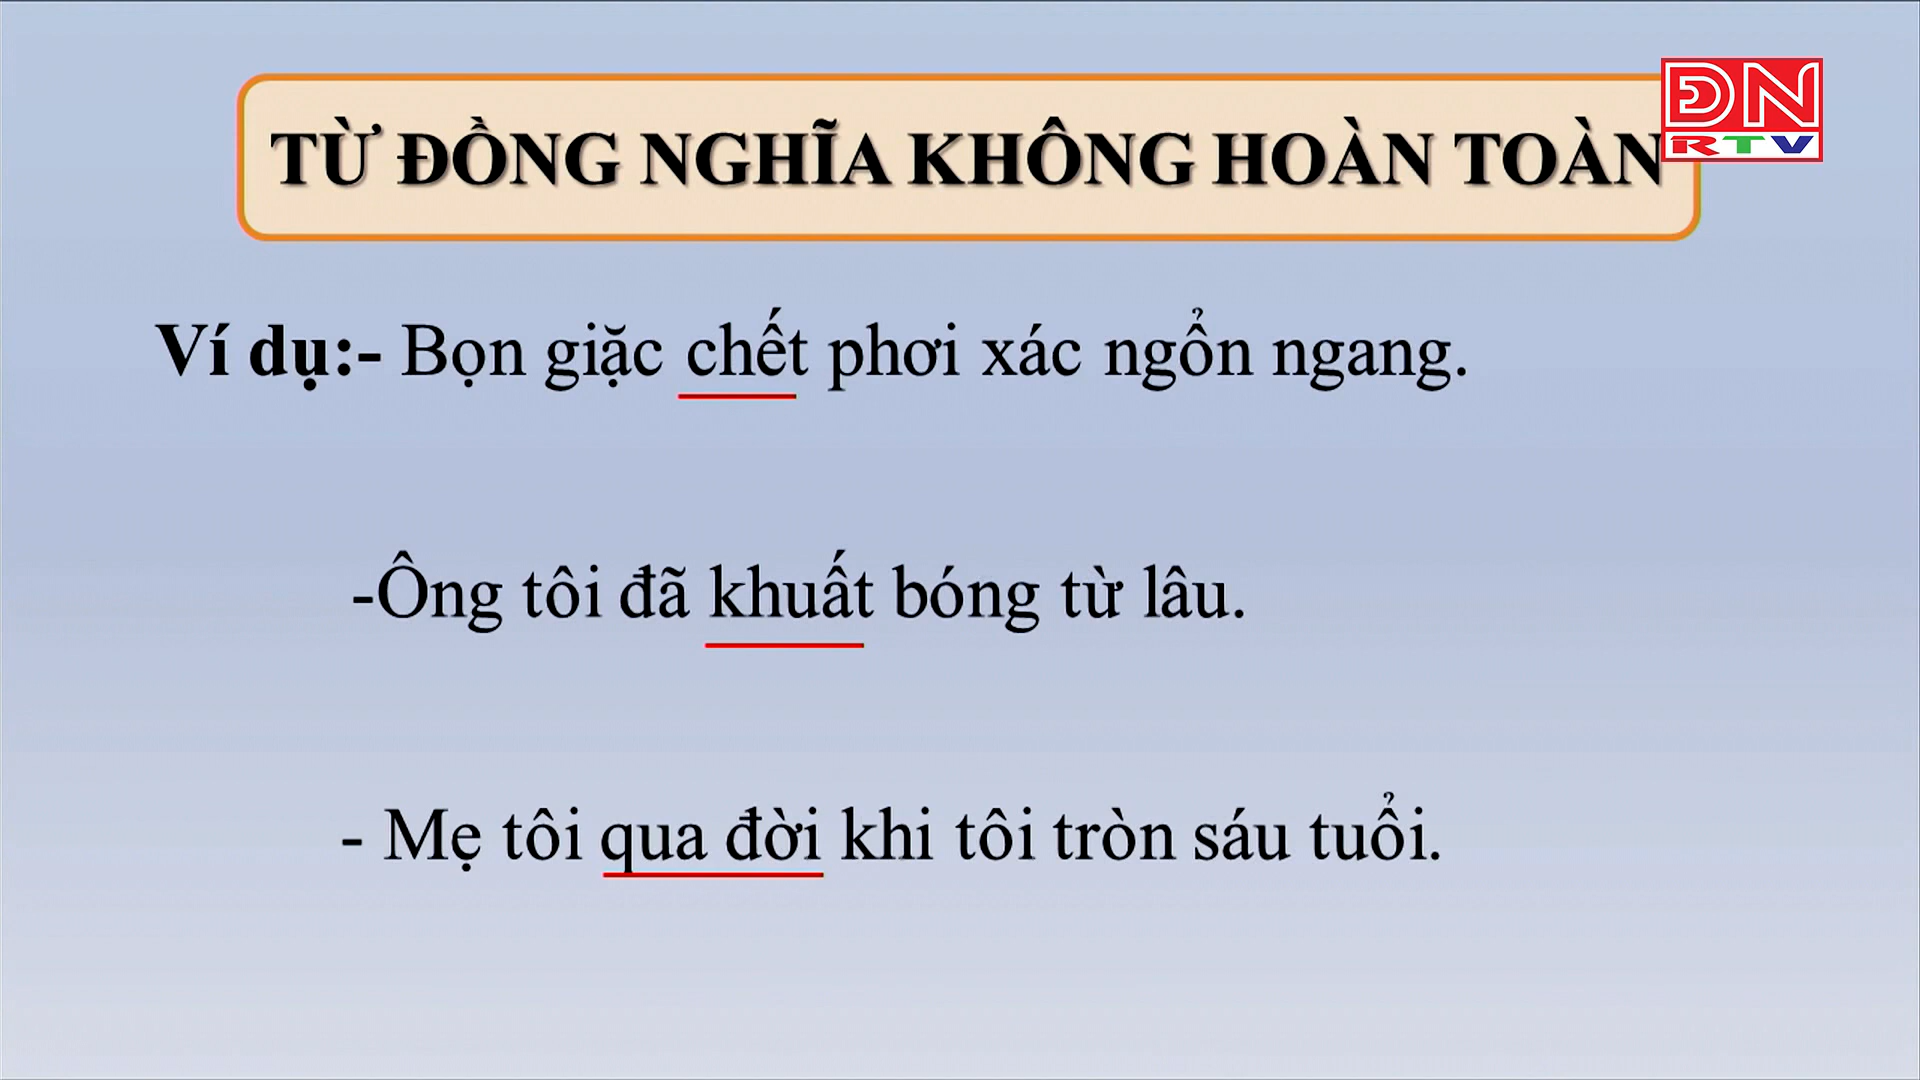 TỪ ĐỒNG NGHĨA KHÔNG HOÀN TOÀN
ĐN
RTV
Ví dụ:- Bọn giặc chết phơi xác ngổn ngang.
-Ông tôi đã khuất bóng từ lâu.
- Mẹ tôi qua đời khi tôi tròn sáu tuổi.